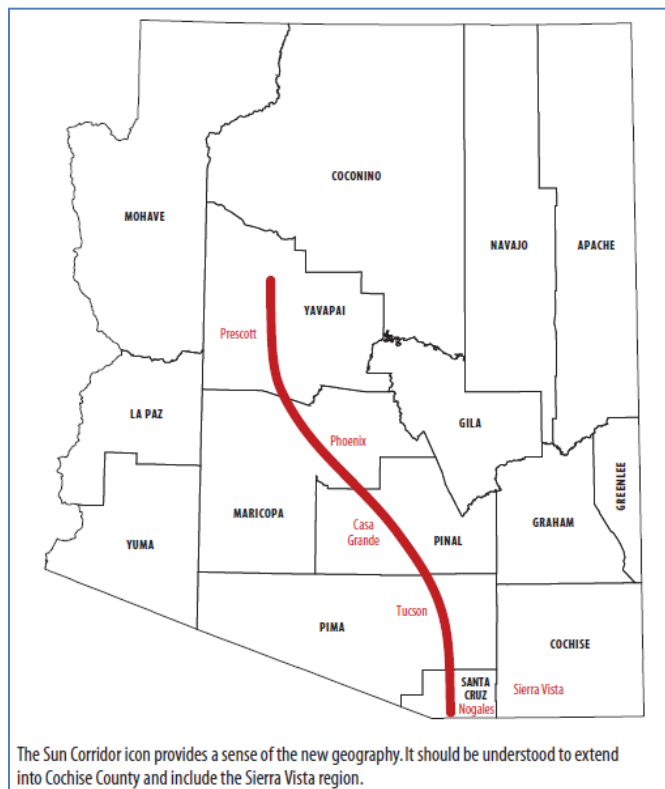 COCONINO
MOHAVE
NAVAJO
APACHE
YAVAPAI
Prescott
LA PAZ
GILA
Phoenix
GREENLEE
MARICOPA
Casa
Grande
PINAL
GRAHAM
YUMA
Tucson
PIMA
COCHISE
SANTA
CRUZ
Nogales
Sierra Vista
The Sun Corridor icon provides a sense of the new geography. It should be understood to extend
into Cochise County and include the Sierra Vista region.